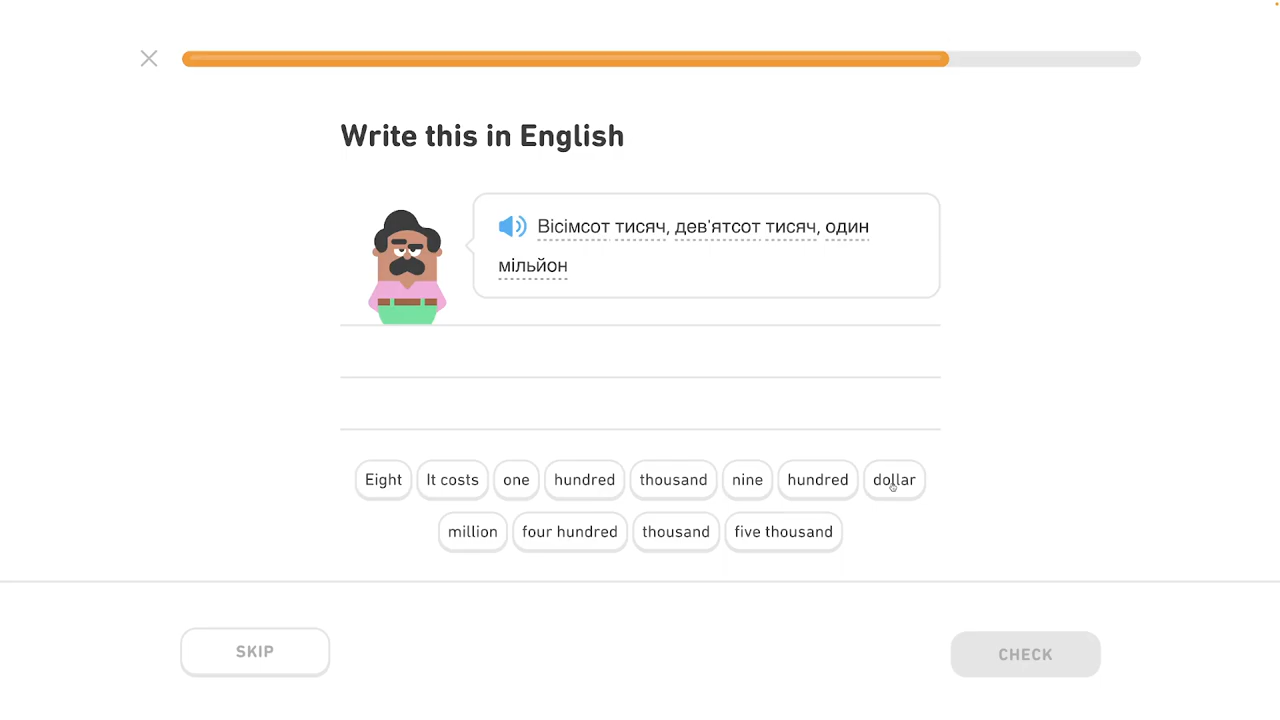 Write this in English
Вісімсот тисяч, дев'ятсот тисяч, один
мільйон
Eight It costs one hundred thousand nine hundred dollar
million four hundred thousand five thousand
SKIP CHECK